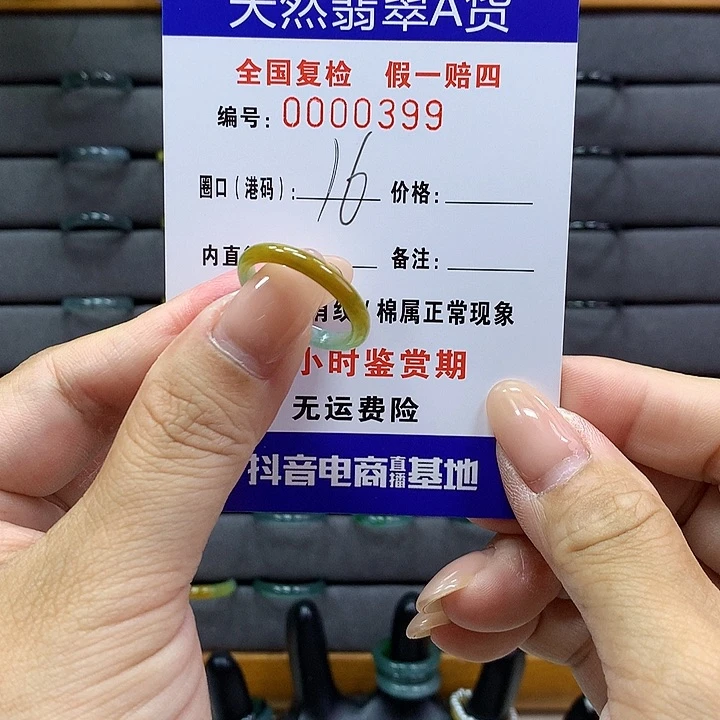 天然翡翠A货
全国复检 假一赔四
编号: 0000399
圈口(港码): 16 价格:
内直 备注:
棉属正常现象
小时鉴赏期
无运费险
抖音电商直播基地